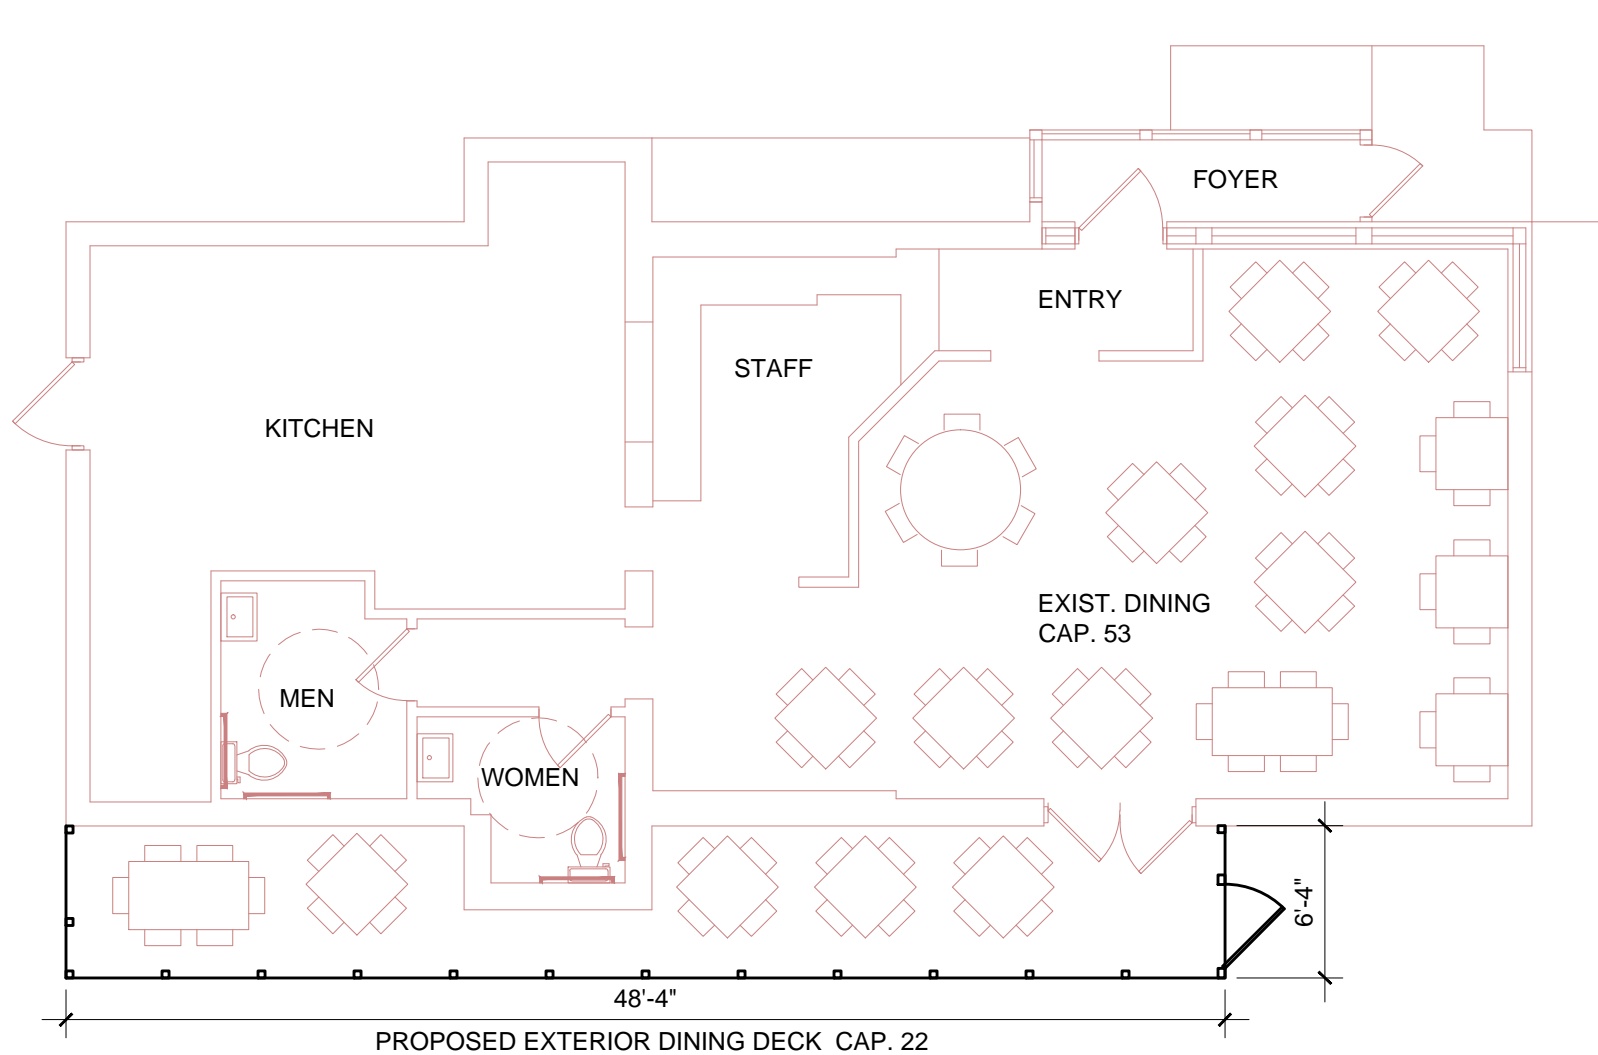 FOYER
ENTRY
STAFF
KITCHEN
EXIST. DINING
CAP. 53
MEN
WOMEN
6'-4"
48'-4"
PROPOSED EXTERIOR DINING DECK  CAP. 22